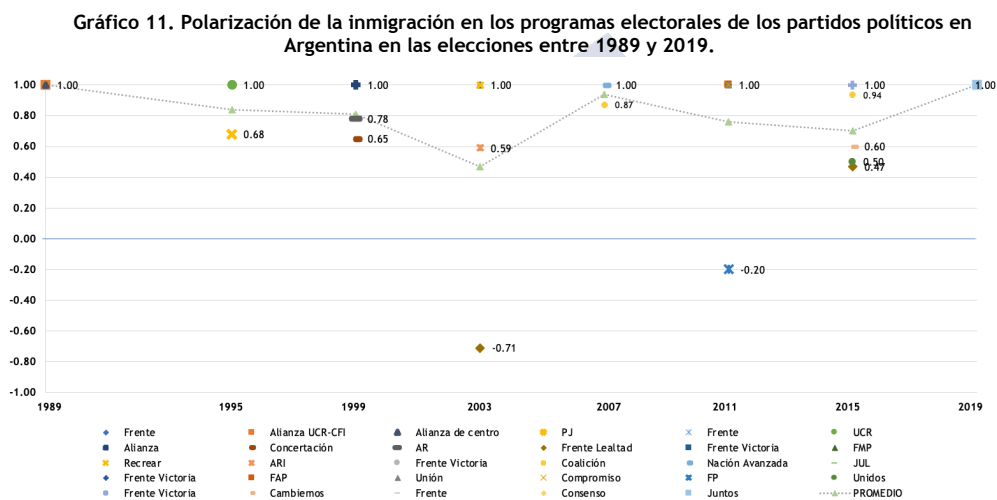 Gráfico 11. Polarización de la inmigración en los programas electorales de los partidos políticos en
Argentina en las elecciones entre 1989 y 2019.
1.00 1.00 1.00 1.00 1.00 1.00 1.00 1.00 1.00
0.94
0.87
0.80
0.78
0.68
0.65
0.60 0.59 0.60
0.50
0.47
0.40
0.20
0.00
-0.20 -0.20
-0.40
-0.60
-0.71
-0.80
-1.00
1989 1995 1999 2003 2007 2011 2015 2019
Frente Alianza UCR-CFI Alianza de centro PJ Frente UCR
Alianza Concertación AR Frente Lealtad Frente Victoria FMP
Recrear ARI Frente Victoria Coalición Nación Avanzada JUL
Frente Victoria FAP Unión Compromiso FP Unidos
Frente Victoria Cambiemos Frente Consenso Juntos PROMEDIO